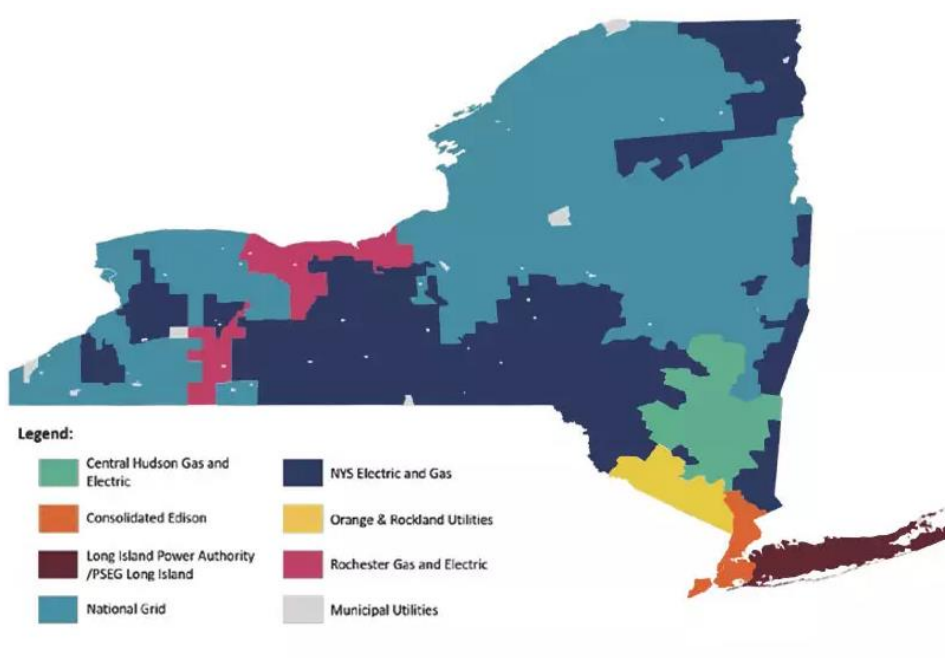 Legend:
Central Hudson Gas and
Electric
Consolidated Edison
Long Island Power Authority
/PSEG Long Island
National Grid
NYS Electric and Gas
Orange & Rockland Utilities
Rochester Gas and Electric
Municipal Utilities